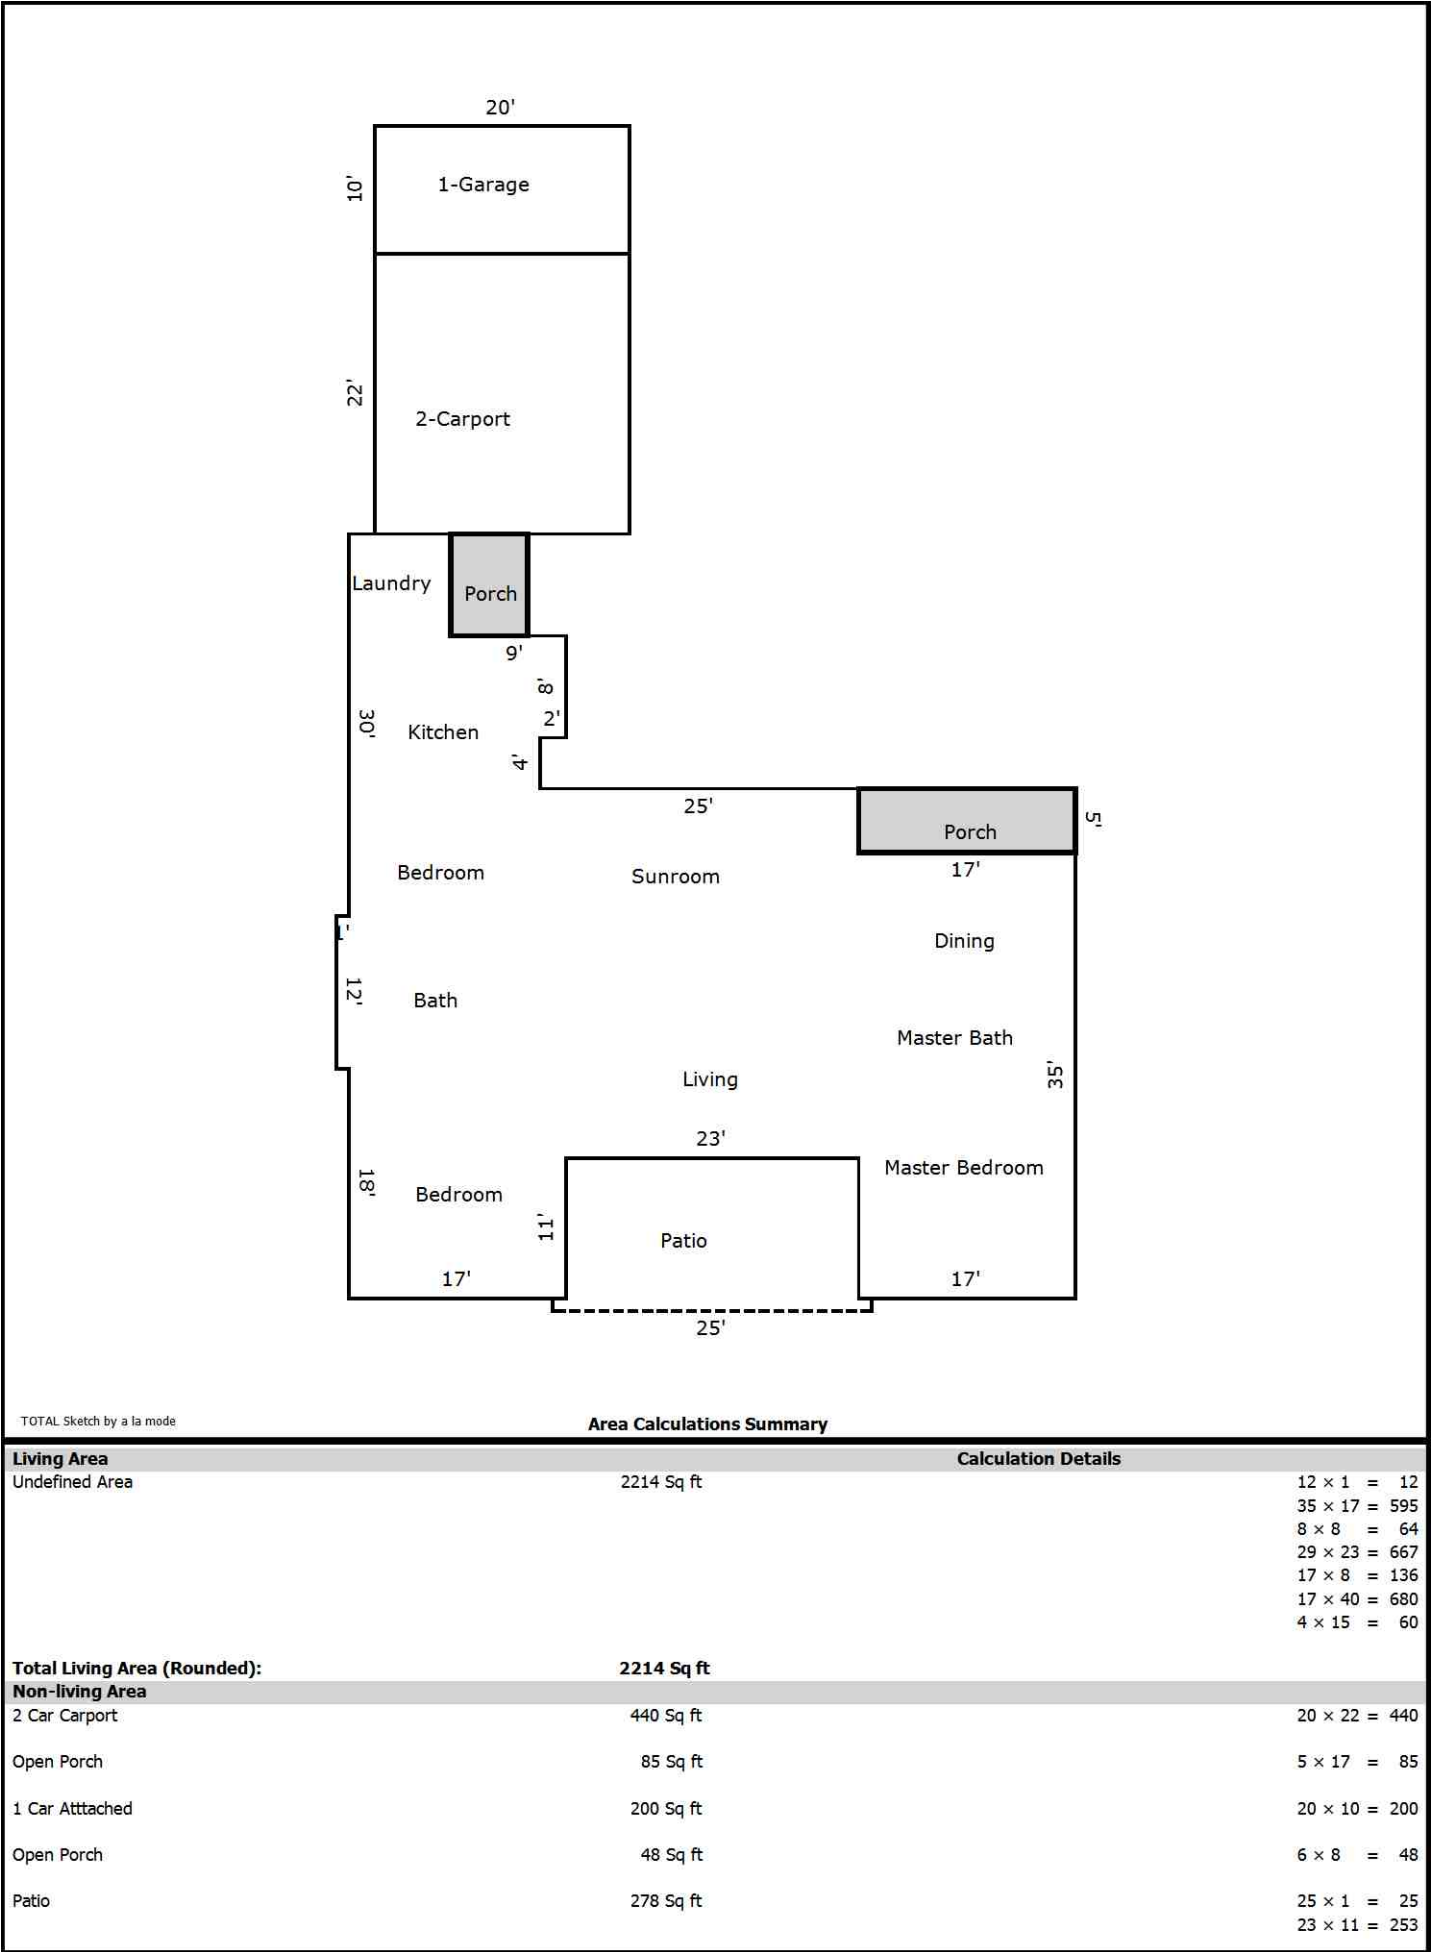 20'
10'
1-Garage
22'
2-Carport
Laundry
Porch
9'
8'
2'
30'
Kitchen
4'
25'
5'
Porch
17'
Bedroom
Sunroom
1'
Dining
12'
Bath
Master Bath
35'
Living
23'
Master Bedroom
18'
Bedroom
11'
Patio
17'
17'
25'
TOTAL Sketch by a la mode
Area Calculations Summary
Living Area Calculation Details
Undefined Area 2214 Sq ft 12 × 1 = 12
35 × 17 = 595
8 × 8 = 64
29 × 23 = 667
17 × 8 = 136
17 × 40 = 680
4 × 15 = 60
Total Living Area (Rounded): 2214 Sq ft
Non-living Area
2 Car Carport 440 Sq ft 20 × 22 = 440
Open Porch 85 Sq ft 5 × 17 = 85
1 Car Atttached 200 Sq ft 20 × 10 = 200
Open Porch 48 Sq ft 6 × 8 = 48
Patio 278 Sq ft 25 × 1 = 25
23 × 11 = 253